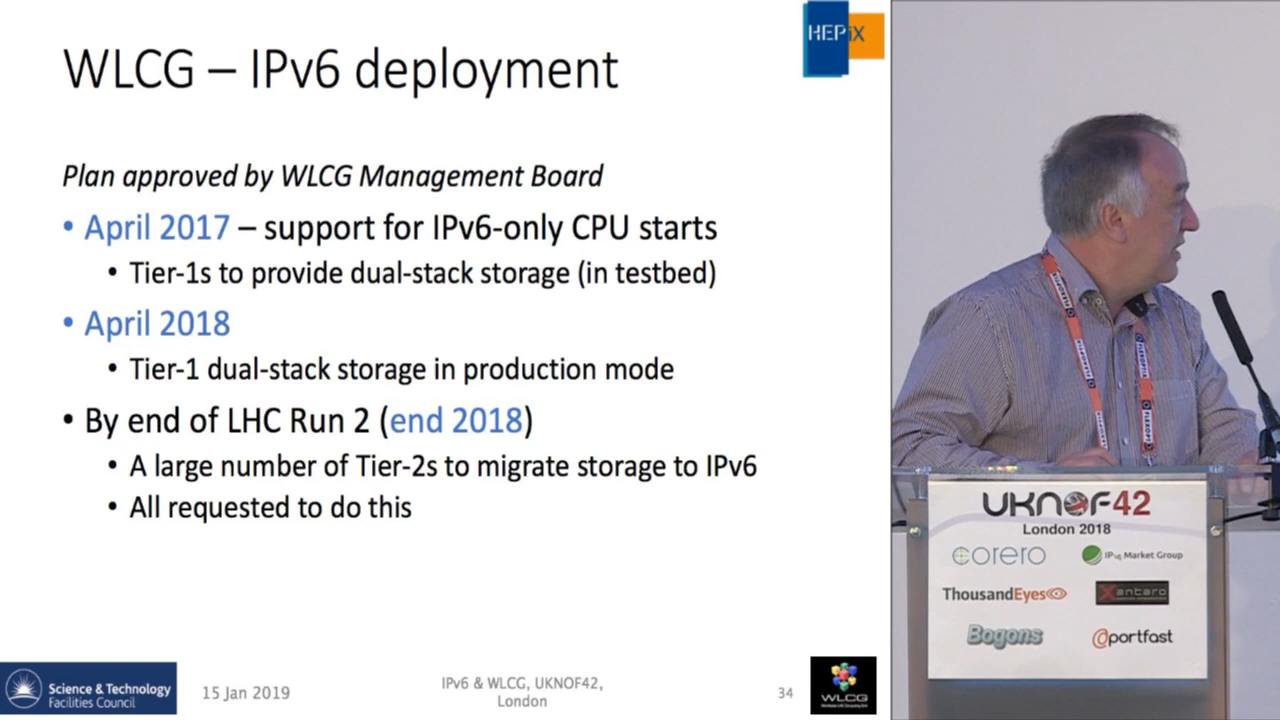 WLCG – IPv6 deployment
HEPiX
Plan approved by WLCG Management Board
• April 2017 – support for IPv6-only CPU starts
• Tier-1s to provide dual-stack storage (in testbed)
• April 2018
• Tier-1 dual-stack storage in production mode
• By end of LHC Run 2 (end 2018)
• A large number of Tier-2s to migrate storage to IPv6
• All requested to do this
Science & Technology
Facilities Council
15 Jan 2019
IPv6 & WLCG, UKNOF42,
London
34
WLCG
UKNOF42
London 2018
corero
IPv4 Market Group
ThousandEyes
Xantaro
Bogons
portfast